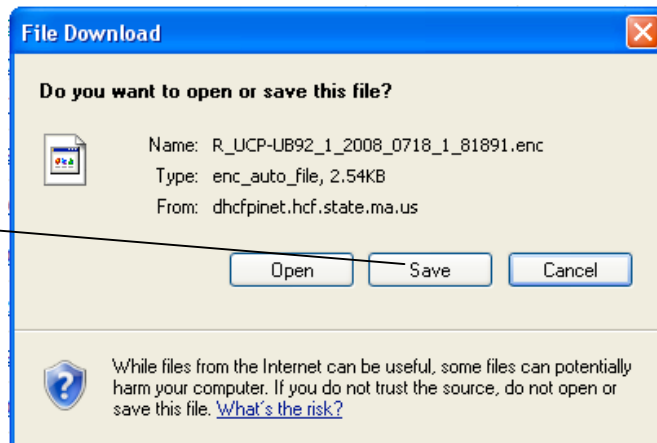 File Download
Do you want to open or save this file?
Name: R_UCP-UB92_1_2008_0718_1_81891.enc
Type: enc_auto_file, 2.54KB
From: dhcfpinet.hcf.state.ma.us
Open Save Cancel
While files from the Internet can be useful, some files can potentially
harm your computer. If you do not trust the source, do not open or
save this file. What's the risk?